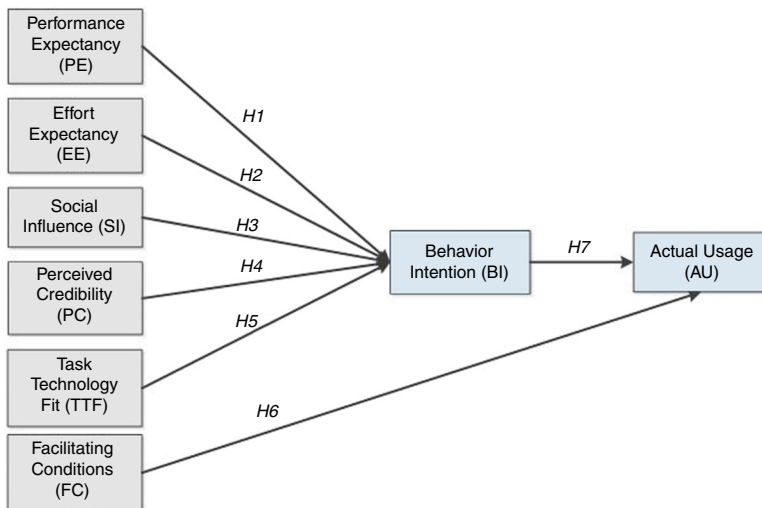 Performance
Expectancy
(PE)
H1
Effort
Expectancy
(EE)
H2
Social
Influence (SI)
H3
Perceived
Credibility
(PC)
H4
Task
Technology
Fit (TTF)
H5
Facilitating
Conditions
(FC)
H6
Behavior
Intention (BI)
H7
Actual Usage
(AU)